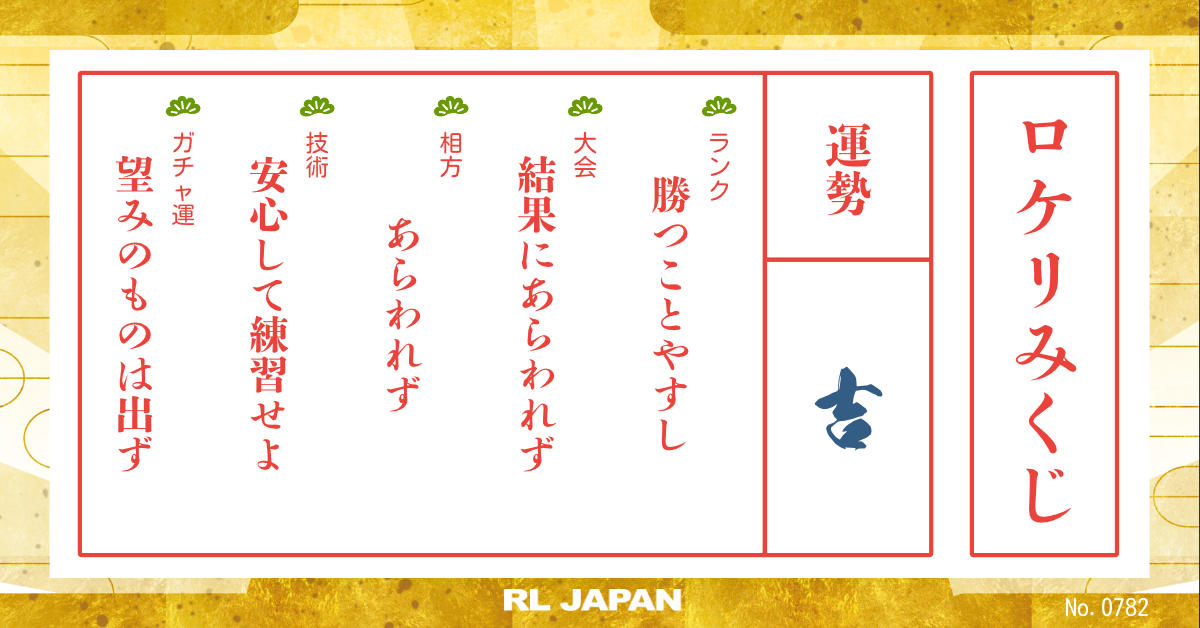 ロケリみくじ
運勢
吉
ランク
勝つことやすし
大会
結果にあらわれず
相方
あらわれず
技術
安心して練習せよ
ガチャ運
望みのものは出ず
RL JAPAN
No. 0782